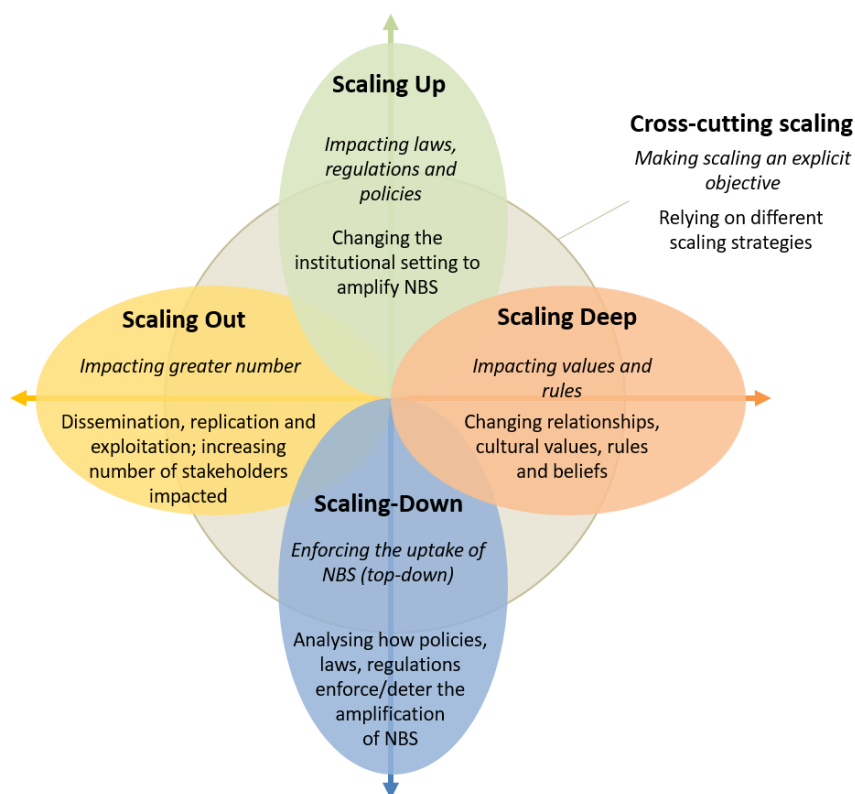 Scaling Up
Impacting laws,
regulations and
policies
Changing the
institutional setting to
amplify NBS
Cross-cutting scaling
Making scaling an explicit
objective
Relying on different
scaling strategies
Scaling Out
Impacting greater number
Dissemination, replication and
exploitation; increasing
number of stakeholders
impacted
Scaling Deep
Impacting values and
rules
Changing relationships,
cultural values, rules
and beliefs
Scaling-Down
Enforcing the uptake of
NBS (top-down)
Analysing how policies,
laws, regulations
enforce/deter the
amplification
of NBS